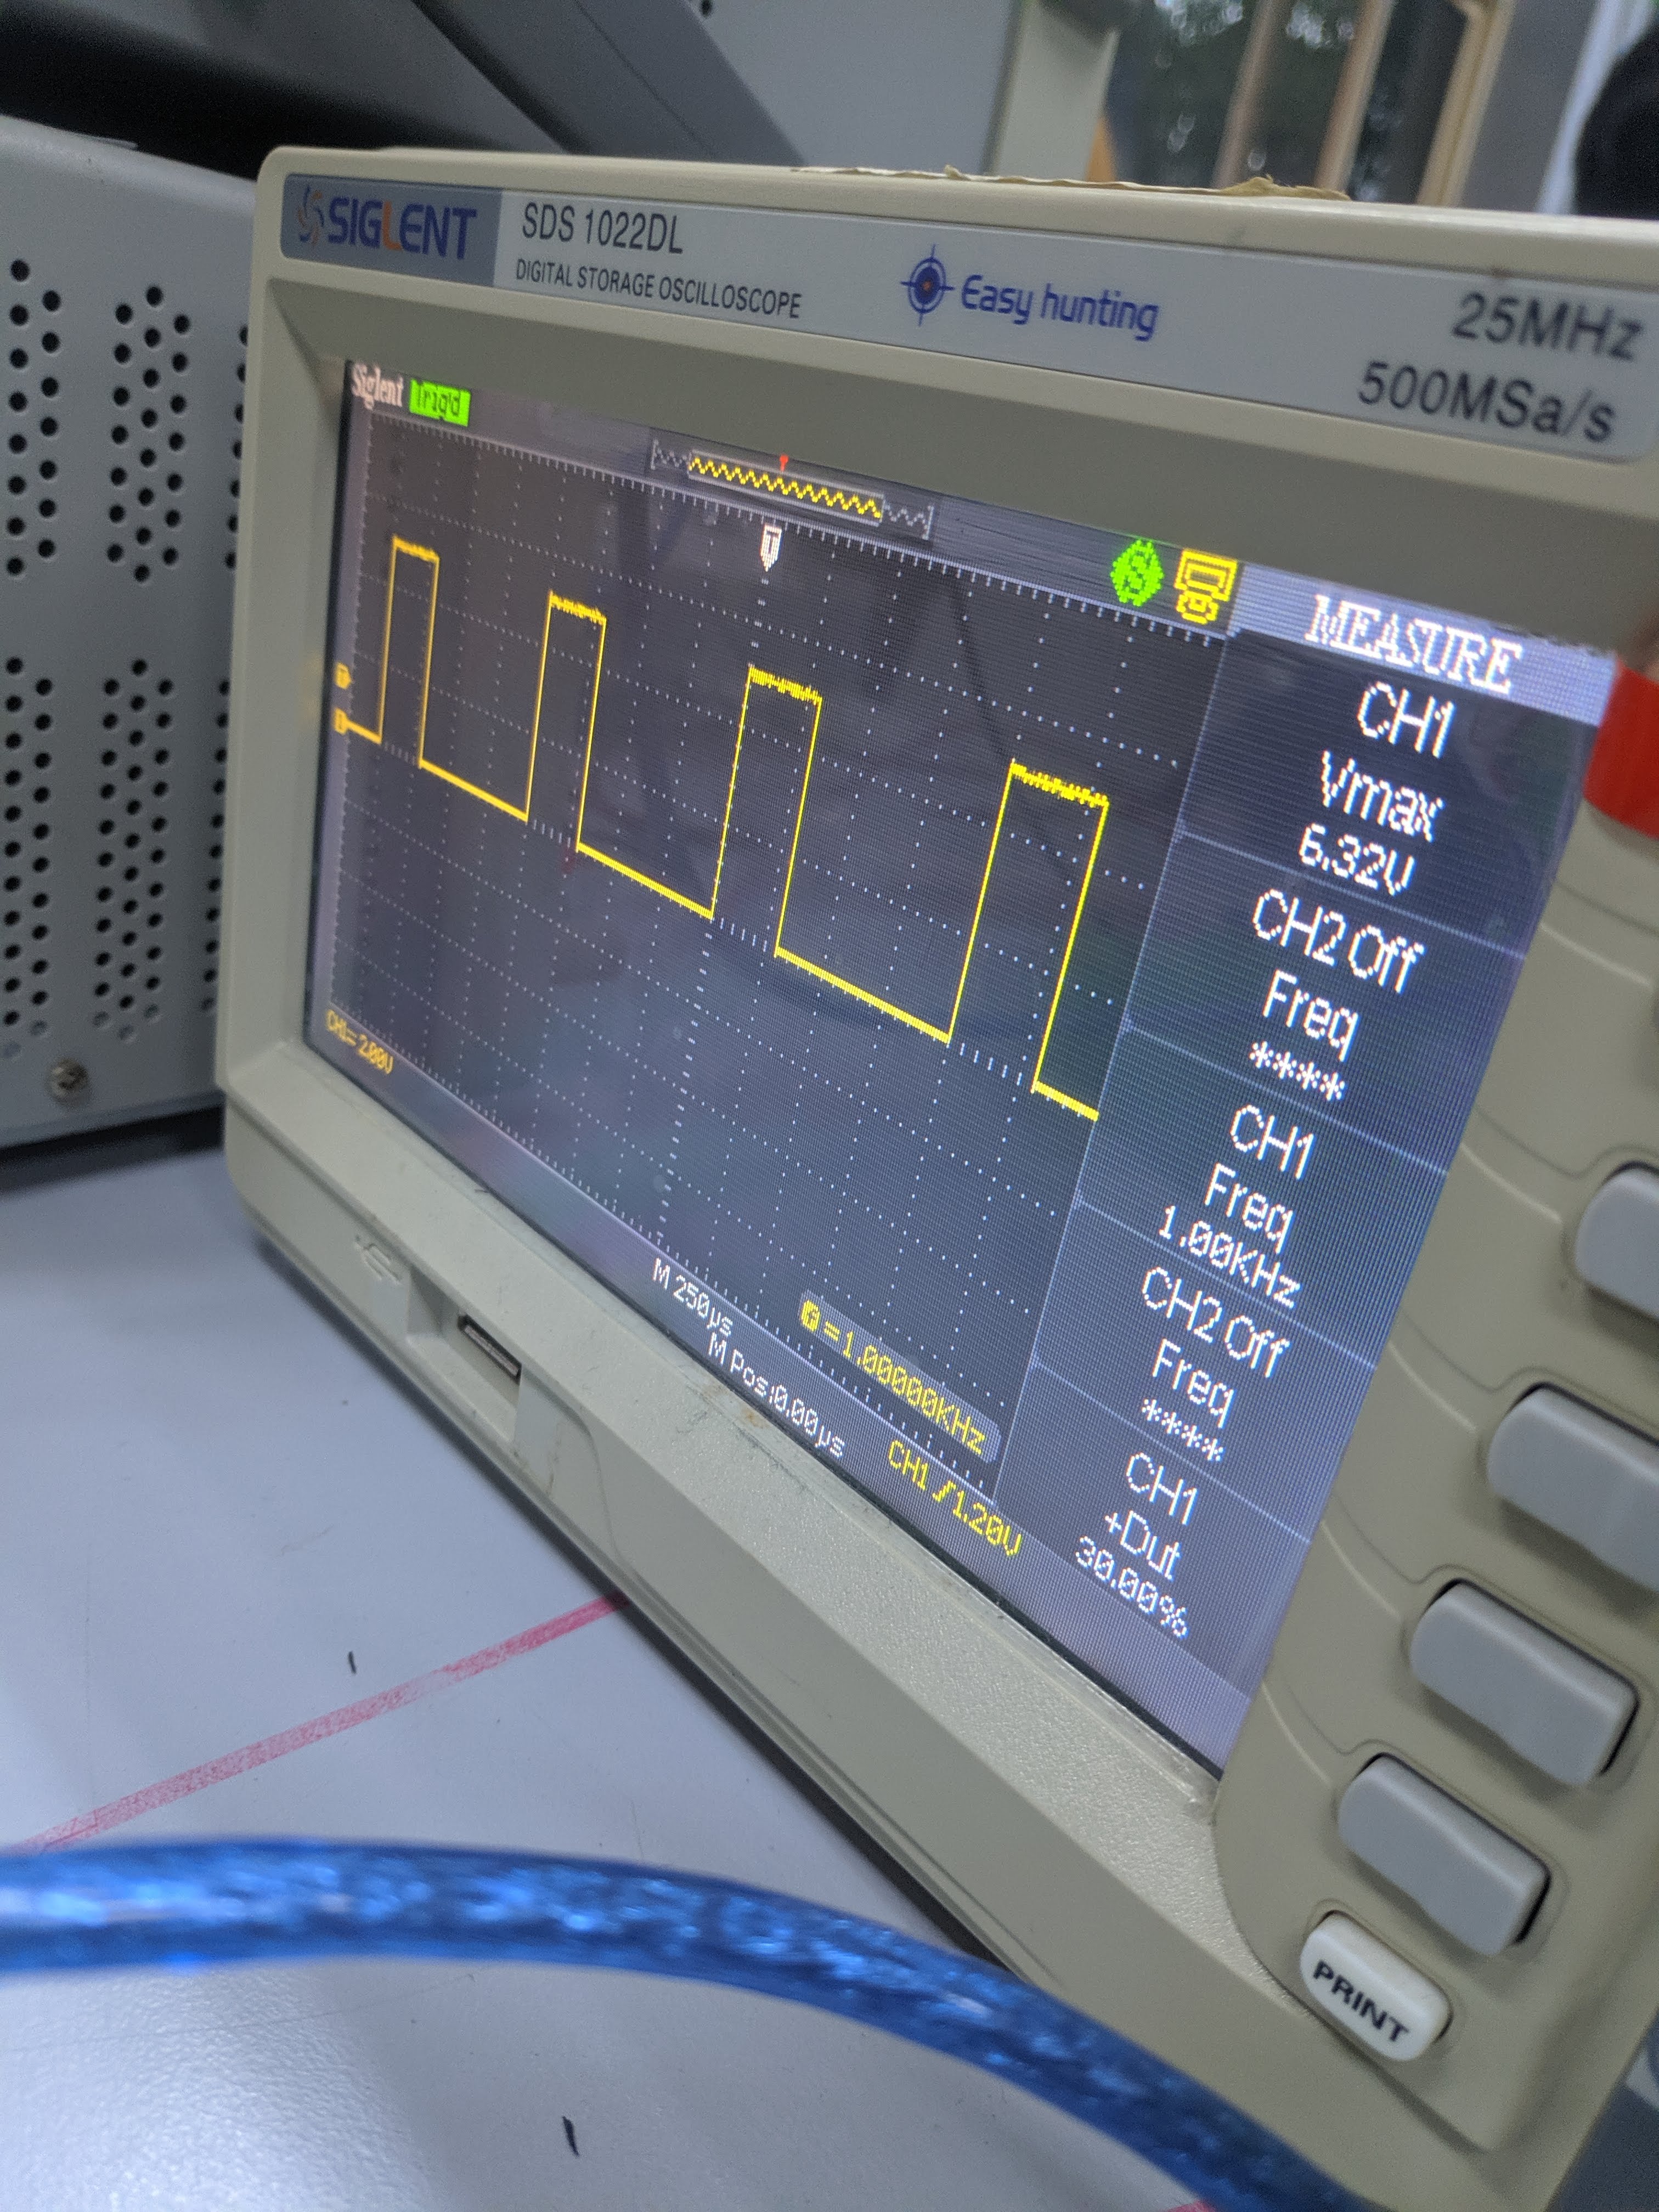 SIGLENT
SDS 1022DL
DIGITAL STORAGE OSCILLOSCOPE
Easy hunting
25MHz
500MSa/s
Siglent Trig'd
T
MEASURE
CH1
Vmax
6.32V
CH2 Off
Freq
****
CH1
Freq
1.00KHz
CH2 Off
Freq
****
CH1
+Dut
30.00%
CH1= 2.00V
M 250µs
M Pos:0.00µs
=1.00000KHz
CH1 /1.20V
PRINT